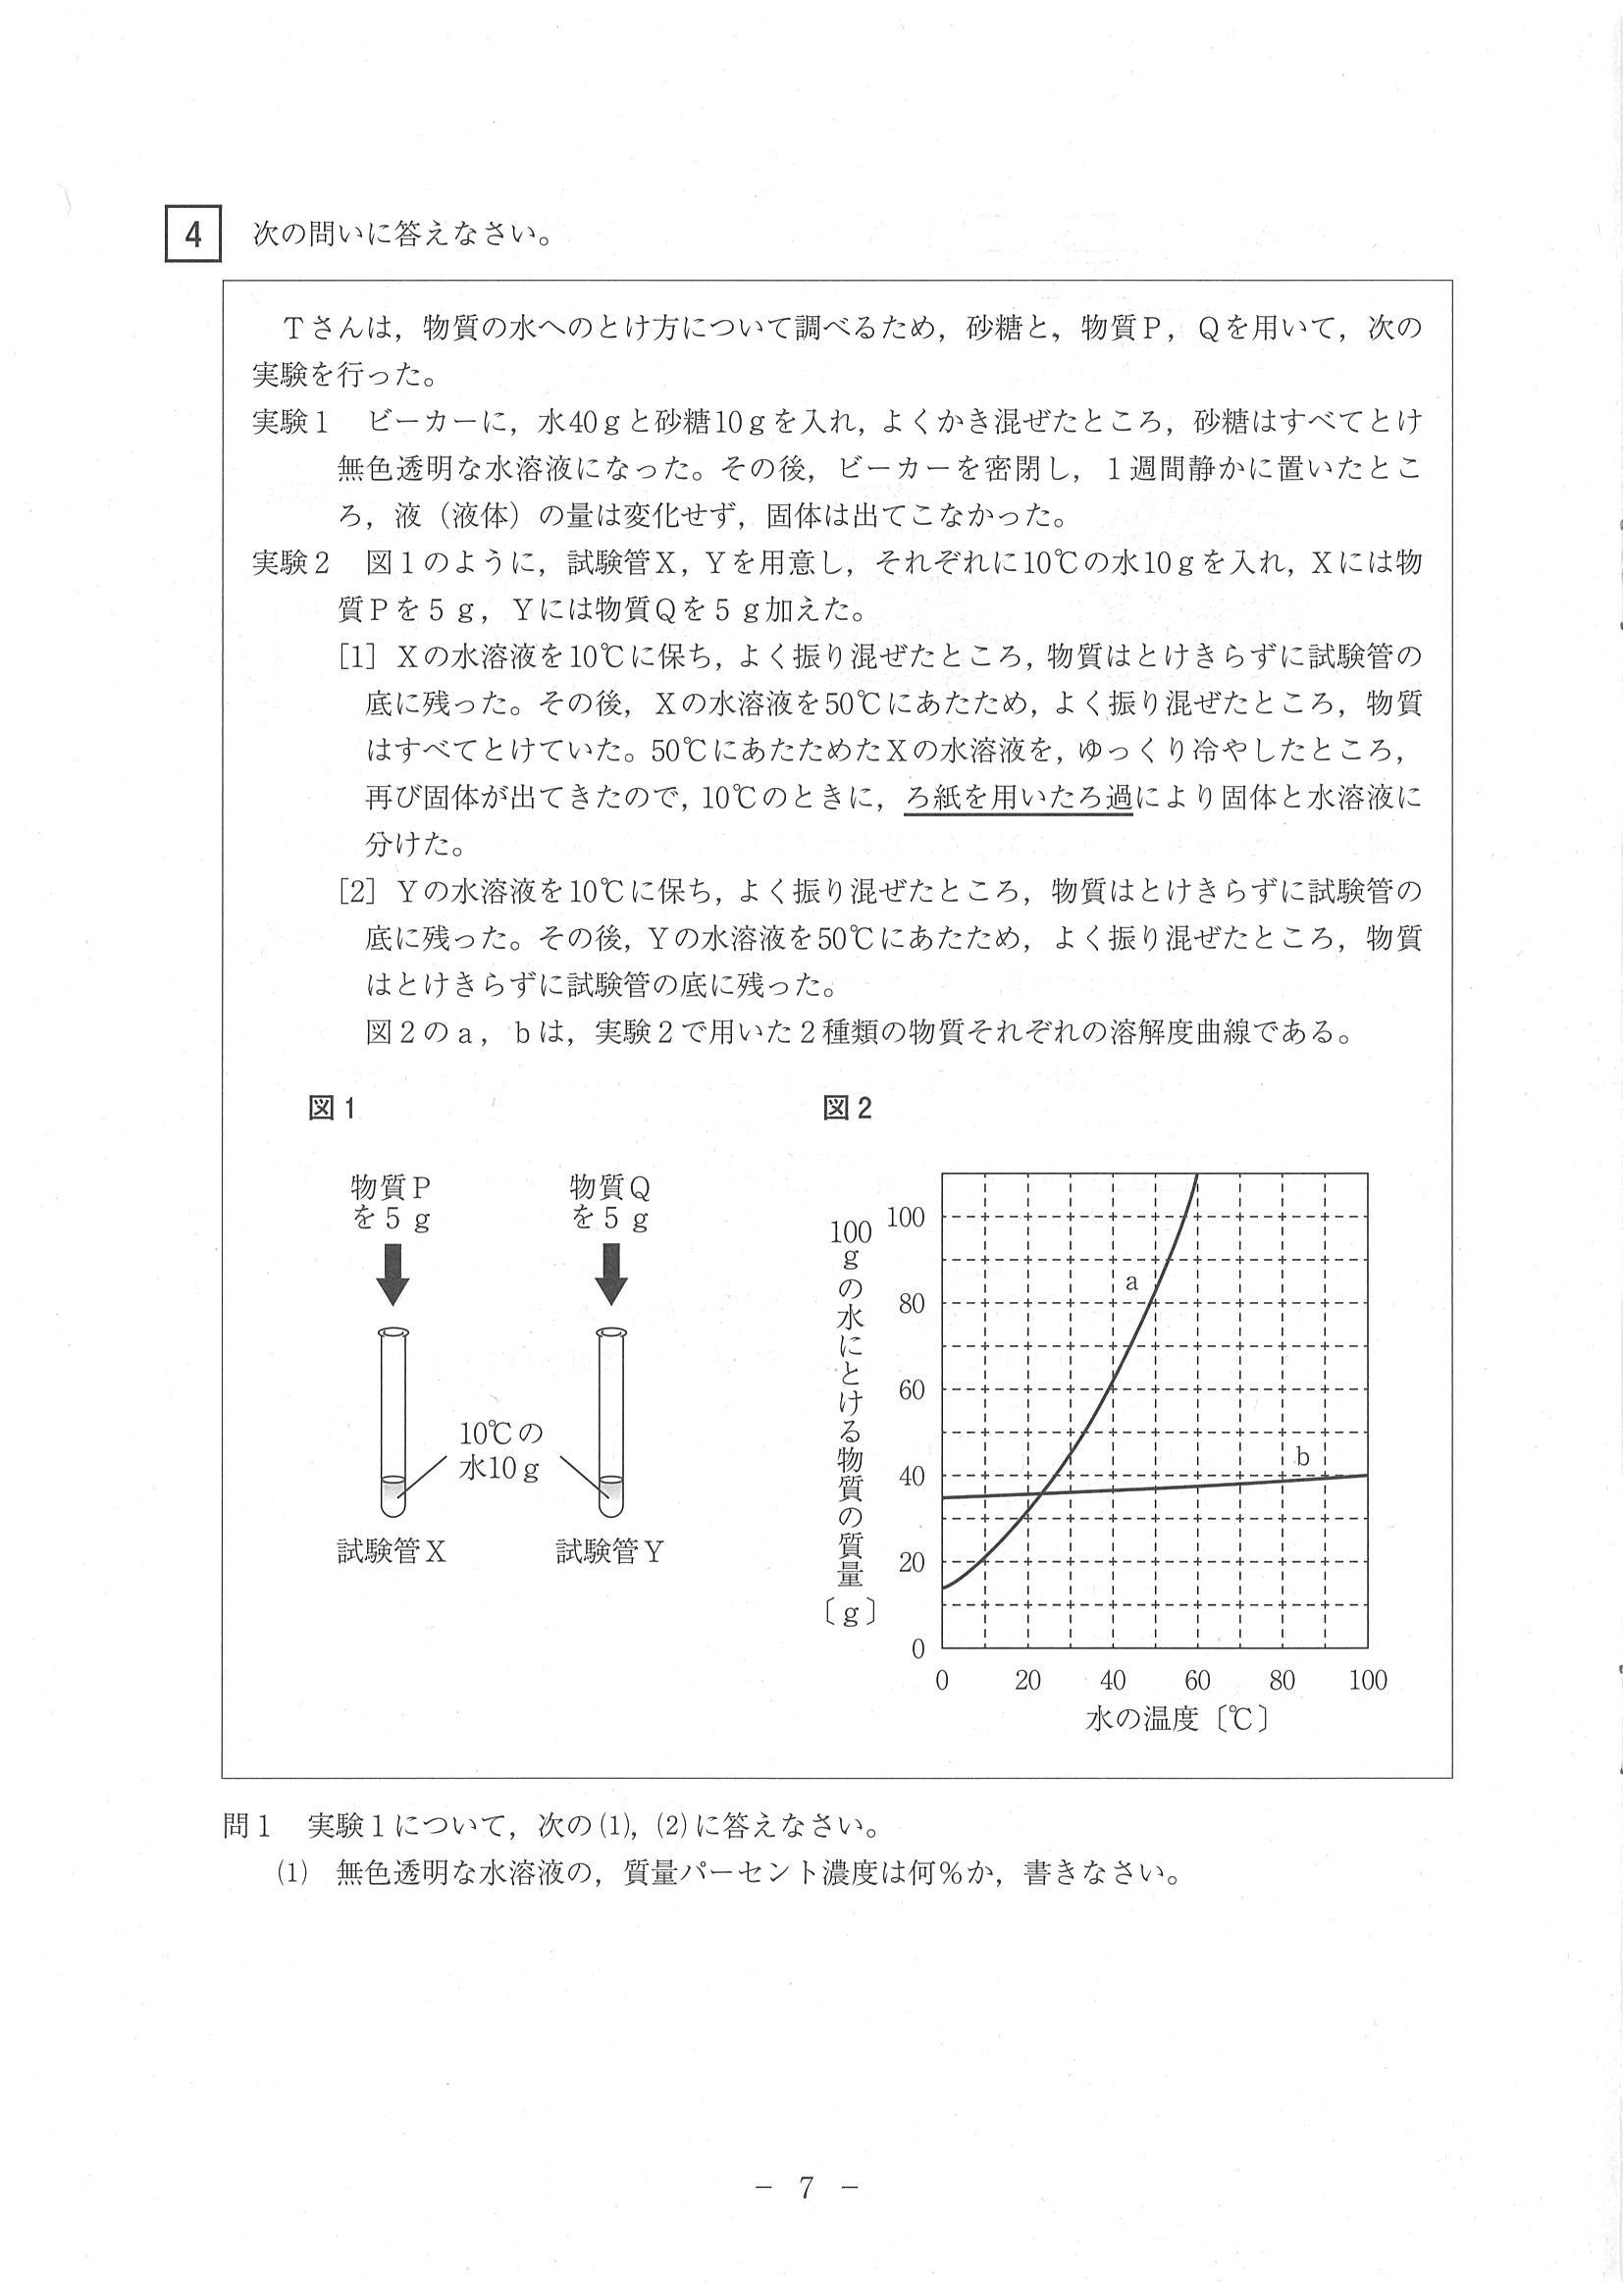 4 次の問いに答えなさい。
Tさんは，物質の水へのとけ方について調べるため，砂糖と，物質P，Qを用いて，次の
実験を行った。
実験1 ビーカーに，水40gと砂糖10gを入れ，よくかき混ぜたところ，砂糖はすべてとけ
無色透明な水溶液になった。その後，ビーカーを密閉し，1週間静かに置いたとこ
ろ，液（液体）の量は変化せず，固体は出てこなかった。
実験2 図1のように，試験管X，Yを用意し，それぞれに10℃の水10gを入れ，Xには物
質Pを5g，Yには物質Qを5g加えた。
[1] Xの水溶液を10℃に保ち，よく振り混ぜたところ，物質はとけきらずに試験管の
底に残った。その後，Xの水溶液を50℃にあたため，よく振り混ぜたところ，物質
はすべてとけていた。50℃にあたためたXの水溶液を，ゆっくり冷やしたところ，
再び固体が出てきたので，10℃のときに，ろ紙を用いたろ過により固体と水溶液に
分けた。
[2] Yの水溶液を10℃に保ち，よく振り混ぜたところ，物質はとけきらずに試験管の
底に残った。その後，Yの水溶液を50℃にあたため，よく振り混ぜたところ，物質
はとけきらずに試験管の底に残った。
図2のa，bは，実験2で用いた2種類の物質それぞれの溶解度曲線である。
図1
物質P
を5g
物質Q
を5g
10℃の
水10g
試験管X
試験管Y
図2
100gの水にとける物質の質量〔g〕
100
80
60
40
20
0
a
b
0 20 40 60 80 100
水の温度〔℃〕
問1 実験1について，次の(1)，(2)に答えなさい。
(1) 無色透明な水溶液の，質量パーセント濃度は何％か，書きなさい。
－ 7 －